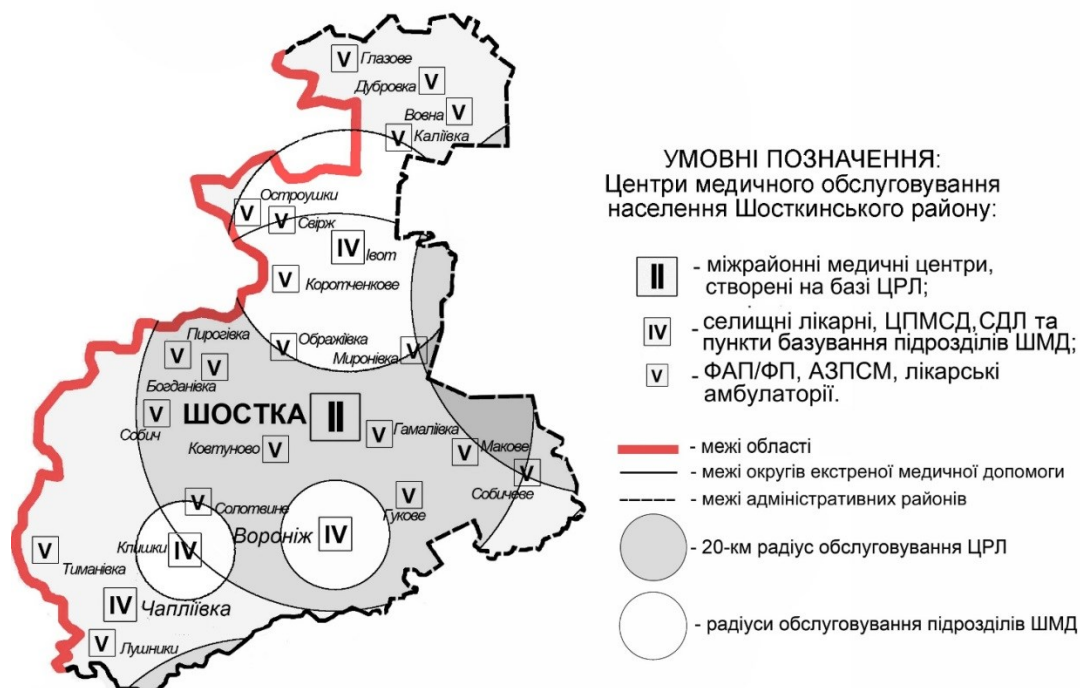 V
Глазове
Дубровка
V
Вовна
V
V
Каліївка
Остроушки
V
V
Свірж
IV
Івот
V
Коротченкове
Пирогівка
V
V
Богданівка
Ображіївка
V
Миронівка
V
ШОСТКА
II
V
Собич
V
Гамаліївка
Ковтуново
V
Макове
V
V
Собичеве
V
Солотвине
V
Гукове
Вороніж
IV
Клишки
IV
V
Тиманівка
IV
Чапліївка
V
Лушники
УМОВНІ ПОЗНАЧЕННЯ:
Центри медичного обслуговування
населення Шосткинського району:
II
- міжрайонні медичні центри,
створені на базі ЦРЛ;
IV
- селищні лікарні, ЦПМСД,СДЛ та
пункти базування підрозділів ШМД;
V
- ФАП/ФП, АЗПСМ, лікарські
амбулаторії.
- межі області
- межі округів екстреної медичної допомоги
- межі адміністративних районів
- 20-км радіус обслуговування ЦРЛ
- радіуси обслуговування підрозділів ШМД